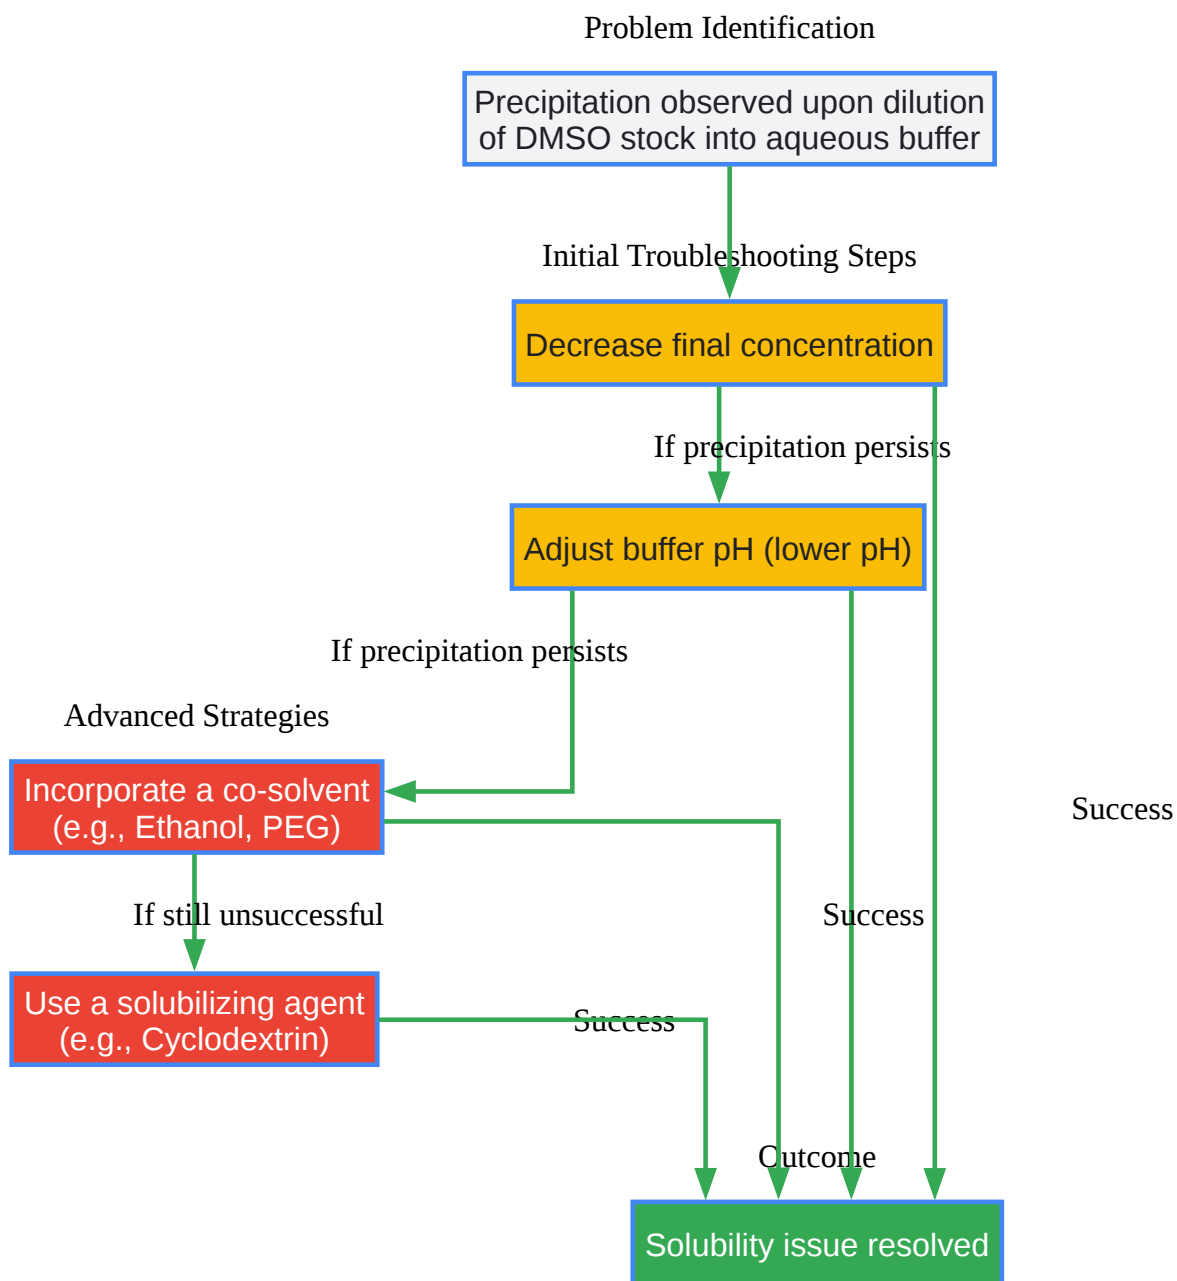 Problem Identification
Precipitation observed upon dilution
of DMSO stock into aqueous buffer
Initial Troubleshooting Steps
Decrease final concentration
If precipitation persists
Adjust buffer pH (lower pH)
If precipitation persists
Advanced Strategies
Incorporate a co-solvent
(e.g., Ethanol, PEG)
Success
If still unsuccessful
Success
Use a solubilizing agent
(e.g., Cyclodextrin)
Success
Outcome
Solubility issue resolved